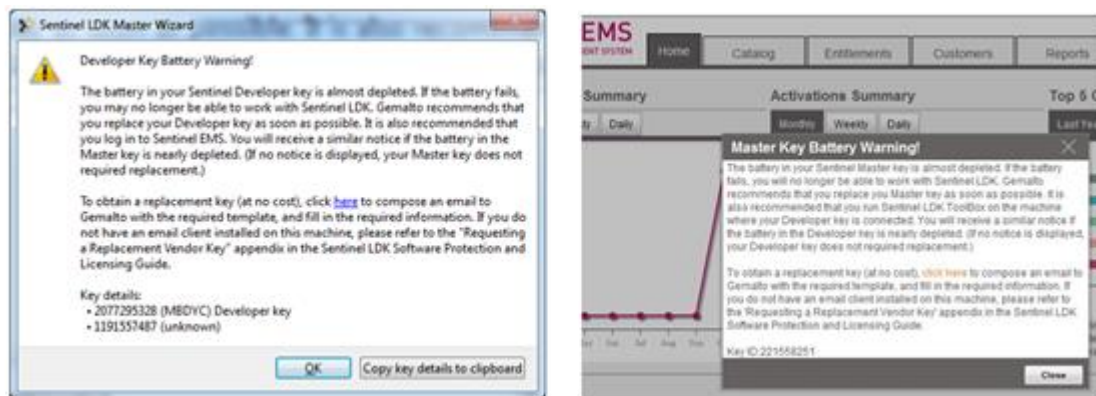 Sentinel LDK Master Wizard
Developer Key Battery Warning!
The battery in your Sentinel Developer key is almost depleted. If the battery fails,
you may no longer be able to work with Sentinel LDK. Gemalto recommends that
you replace your Developer key as soon as possible. It is also recommended that
you log in to Sentinel EMS. You will receive a similar notice if the battery in the
Master key is nearly depleted. (If no notice is displayed, your Master key does not
required replacement.)
To obtain a replacement key (at no cost), click here to compose an email to
Gemalto with the required template, and fill in the required information. If you do
not have an email client installed on this machine, please refer to the "Requesting
a Replacement Vendor Key" appendix in the Sentinel LDK Software Protection and
Licensing Guide.
Key details:
• 2077295328 (MBDYC) Developer key
• 1191557487 (unknown)
OK
Copy key details to clipboard
EMS
ENT SYSTEM
Home
Catalog
Entitlements
Customers
Reports
Summary
Activations Summary
Top 5
Daily
Monthly
Weekly
Daily
Last Yea
Master Key Battery Warning!
The battery in your Sentinel Master key is almost depleted. If the battery
fails, you will no longer be able to work with Sentinel LDK. Gemalto
recommends that you replace you Master key as soon as possible. It is
also recommended that you run Sentinel LDK ToolBox on the machine
where your Developer key is connected. You will receive a similar notice if
the battery in the Developer key is nearly depleted. (If no notice is displayed,
your Developer key does not required replacement.)
To obtain a replacement key (at no cost), click here to compose an email to
Gemalto with the required template, and fill in the required information. If
you do not have an email client installed on this machine, please refer to
the 'Requesting a Replacement Vendor Key' appendix in the Sentinel LDK
Software Protection and Licensing Guide.
Key ID:221558251
Close
Jul
Aug